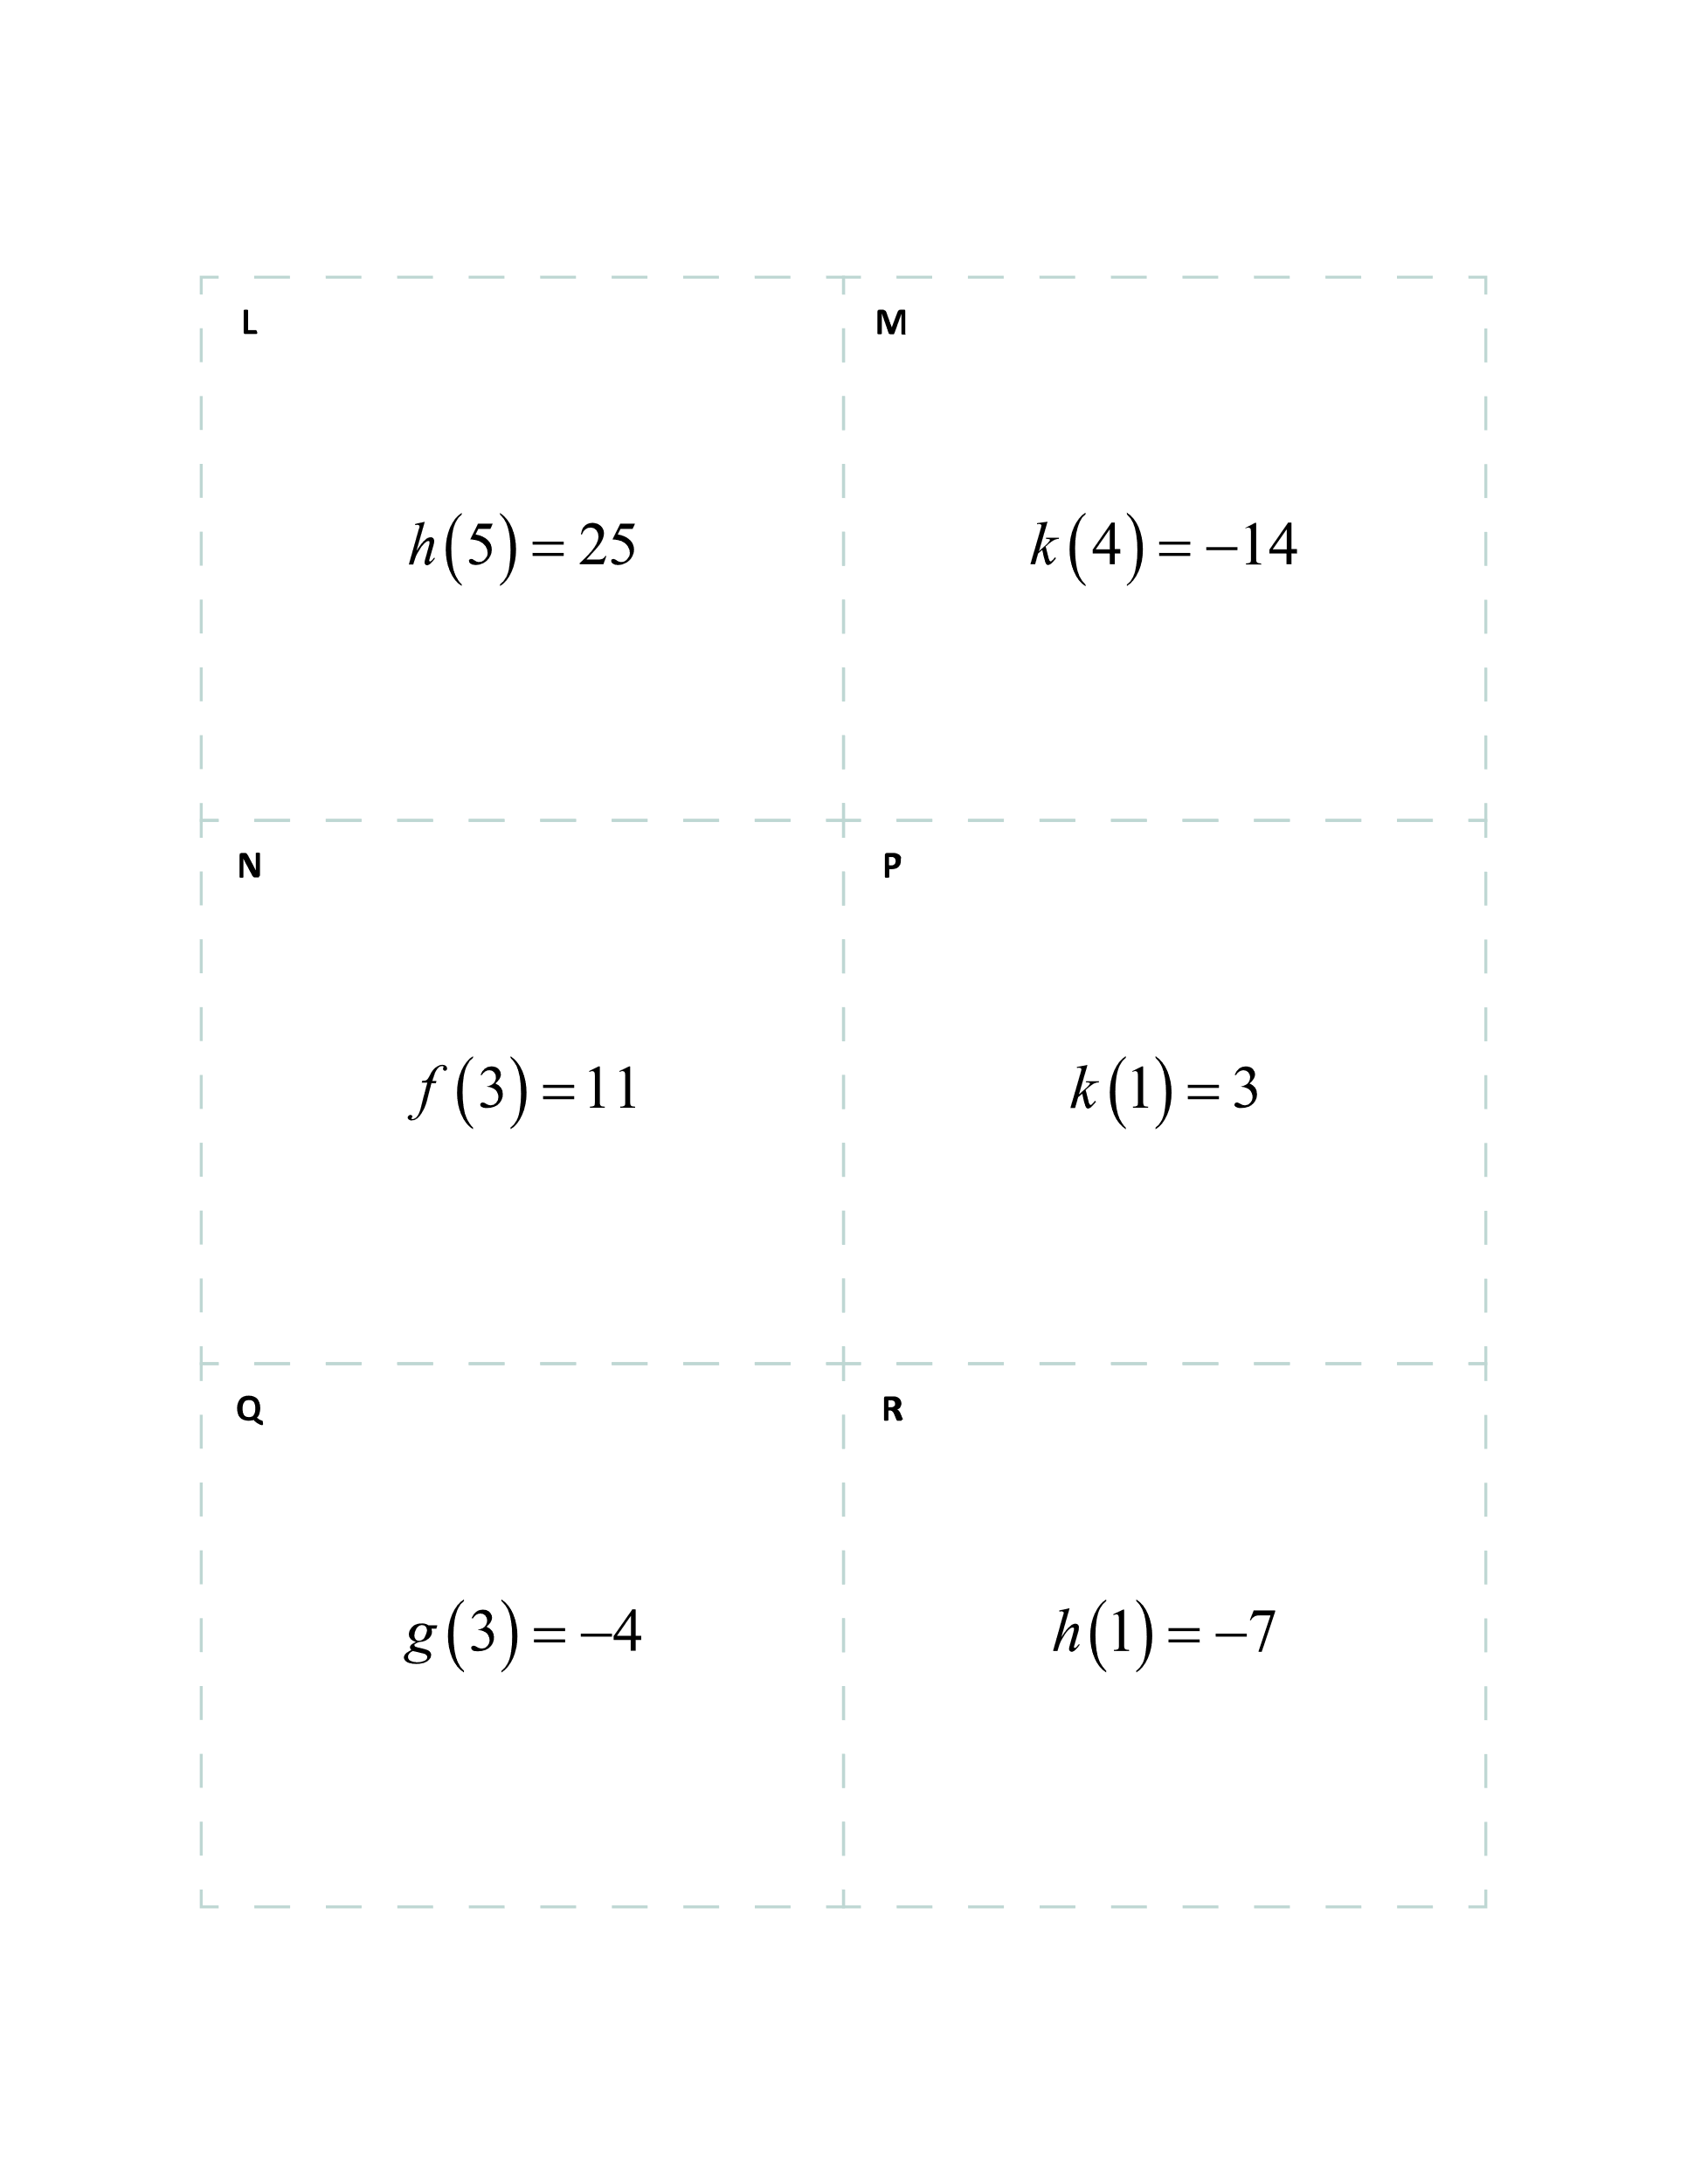 L
M
h(5) = 25
k(4) = −14
N
P
f(3) = 11
k(1) = 3
Q
R
g(3) = −4
h(1) = −7